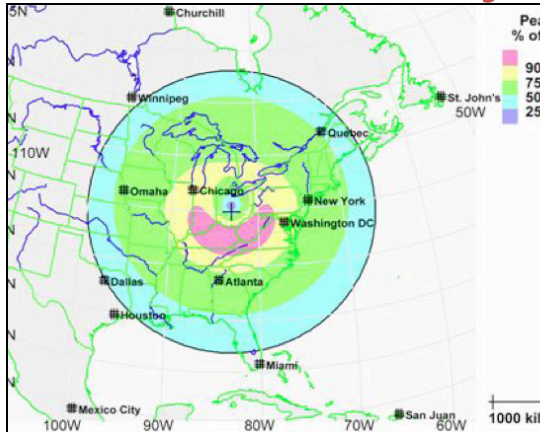 5N
Churchill
Pea
% of
90
75
50
25
Winnipeg
St. John's
50W
Quebec
110W
Omaha
Chicago
New York
Washington DC
Dallas
Atlanta
Houston
Miami
Mexico City
San Juan
100W
90W
80W
70W
60W
1000 kil
N
N
N
N
N